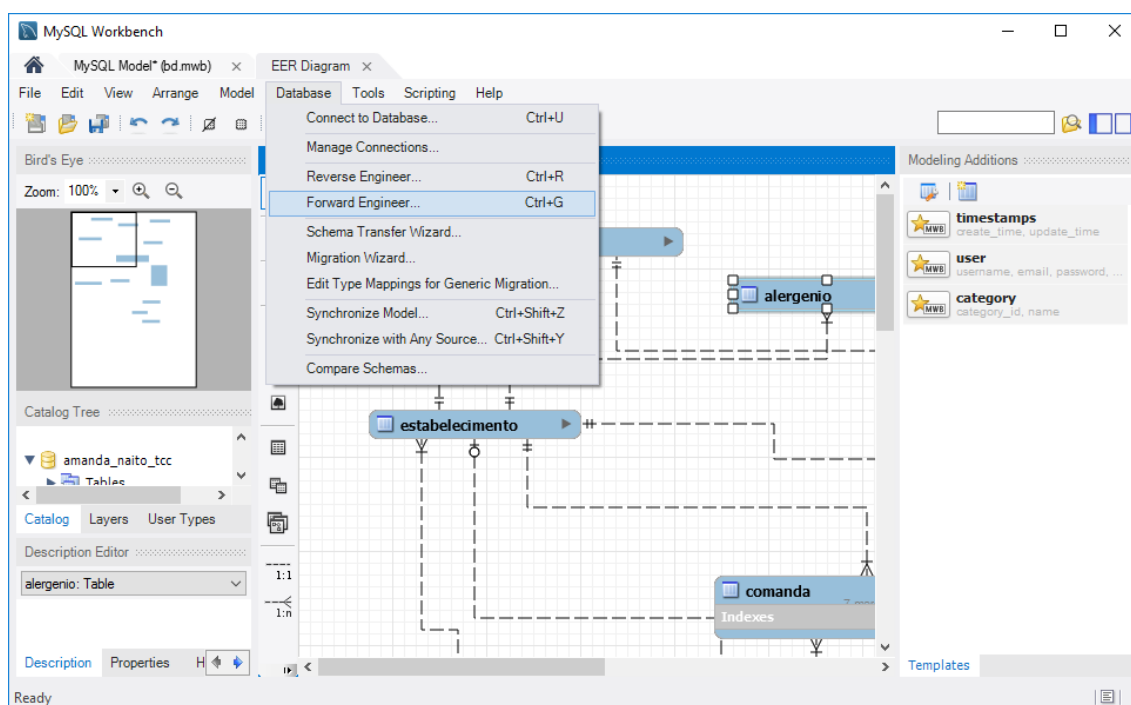 MySQL Workbench
MySQL Model* (bd.mwb) ×
EER Diagram ×
File Edit View Arrange Model Database Tools Scripting Help
Connect to Database... Ctrl+U
Manage Connections...
Reverse Engineer... Ctrl+R
Forward Engineer... Ctrl+G
Schema Transfer Wizard...
Migration Wizard...
Edit Type Mappings for Generic Migration...
Synchronize Model... Ctrl+Shift+Z
Synchronize with Any Source... Ctrl+Shift+Y
Compare Schemas...
Bird's Eye
Zoom: 100%
Catalog Tree
amanda_naito_tcc
Tables
Catalog Layers User Types
Description Editor
alergenio: Table
Description Properties H
1:1
1:n
alergenio
estabelecimento
comanda
Indexes
Modeling Additions
MWB
timestamps
create_time, update_time
MWB
user
username, email, password, ...
MWB
category
category_id, name
Templates
Ready